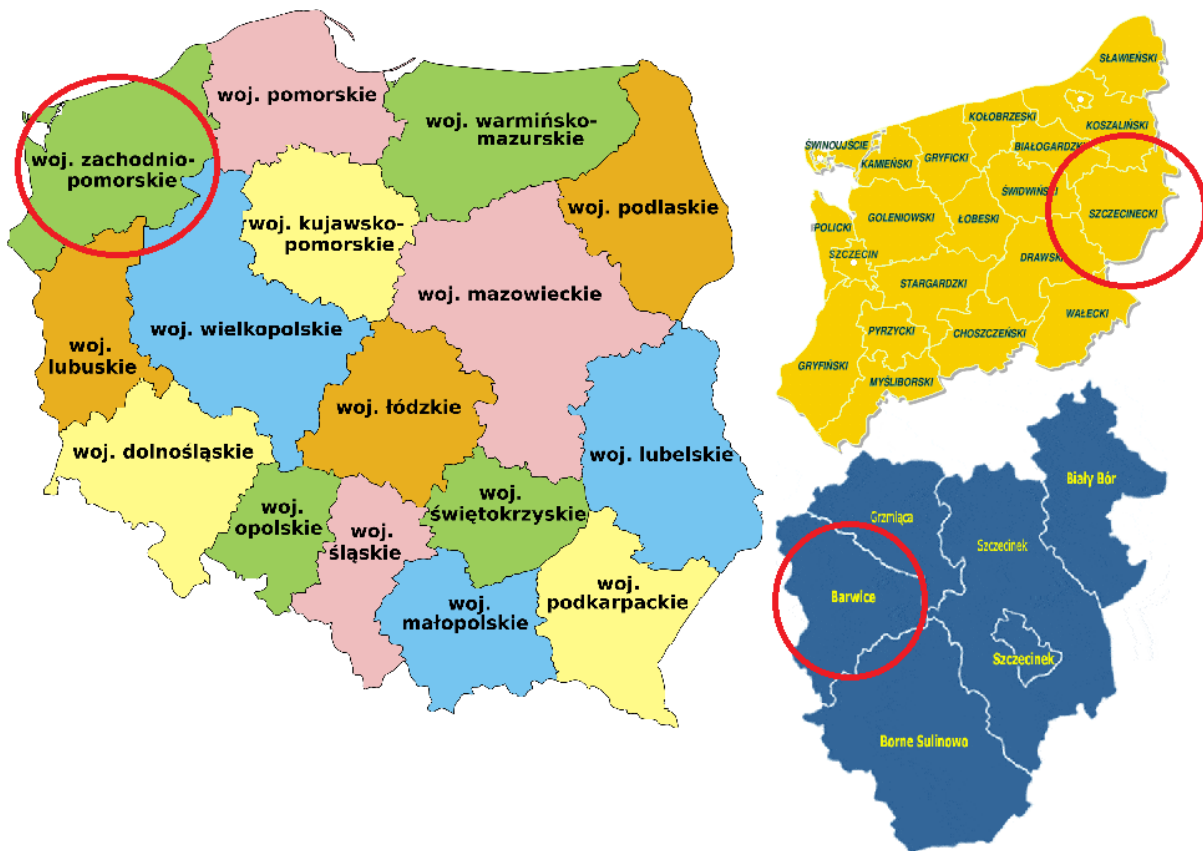 woj. pomorskie
woj. warmińsko-
mazurskie
woj. zachodnio-
pomorskie
woj. podlaskie
woj. kujawsko-
pomorskie
woj. mazowieckie
woj. wielkopolskie
woj.
lubuskie
woj. łódzkie
woj. dolnośląskie
woj. lubelskie
woj.
opolskie
woj.
śląskie
woj.
świętokrzyskie
woj.
małopolskie
woj.
podkarpackie
SŁAWIEŃSKI
KOŁOBRZESKI
KOSZALIŃSKI
ŚWINOUJŚCIE
KAMIEŃSKI
GRYFICKI
BIAŁOGARDZKI
ŚWIDWIŃSKI
SZCZECINECKI
GOLENIOWSKI
ŁOBESKI
POLICKI
SZCZECIN
DRAWSKI
STARGARDZKI
WAŁECKI
PYRZYCKI
CHOSZCZEŃSKI
GRYFIŃSKI
MYŚLIBORSKI
Biały Bór
Grzmiąca
Szczecinek
Barwice
Szczecinek
Borne Sulinowo